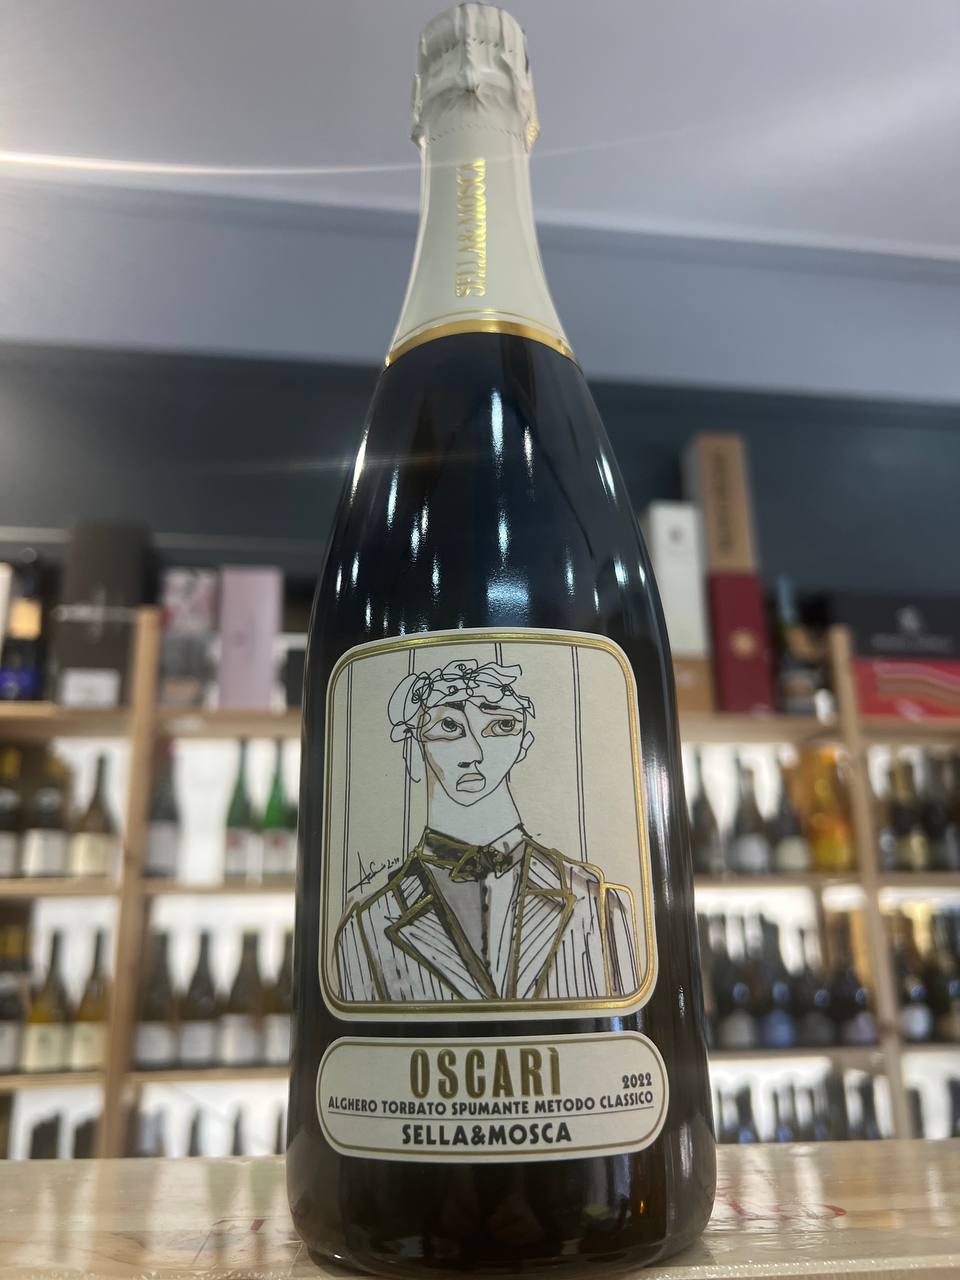 SELLA&MOSCA
OSCARÌ
2022
ALGHERO TORBATO SPUMANTE METODO CLASSICO
SELLA&MOSCA